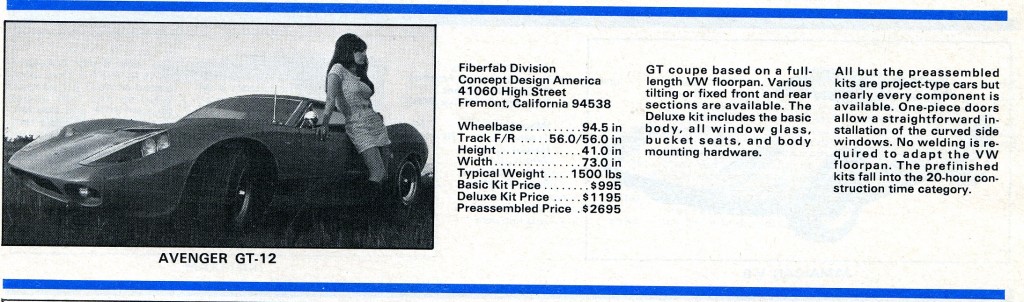 AVENGER GT-12
Fiberfab Division
Concept Design America
41060 High Street
Fremont, California 94538
Wheelbase..........94.5 in
Track F/R .....56.0/56.0 in
Height ..............41.0 in
Width...............73.0 in
Typical Weight....1500 lbs
Basic Kit Price ........$995
Deluxe Kit Price .....$1195
Preassembled Price .$2695
GT coupe based on a full-
length VW floorpan. Various
tilting or fixed front and rear
sections are available. The
Deluxe kit includes the basic
body, all window glass,
bucket seats, and body
mounting hardware.
All but the preassembled
kits are project-type cars but
nearly every component is
available. One-piece doors
allow a straightforward in-
stallation of the curved side
windows. No welding is re-
quired to adapt the VW
floorpan. The prefinished
kits fall into the 20-hour con-
struction time category.